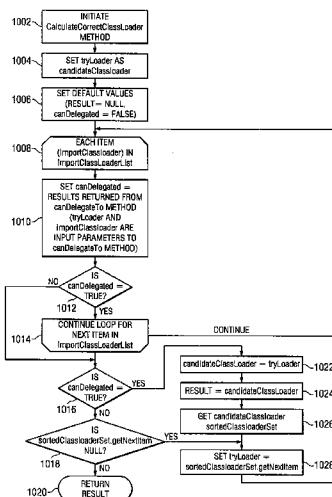 1002
INITIATE
CalculateCorrectClassLoader
METHOD
1004
SET tryLoader AS
candidateClassloader
1006
SET DEFAULT VALUES
(RESULT = NULL,
canDelegated = FALSE)
1008
EACH ITEM
(ImportClassloader) IN
ImportClassLoaderList
1010
SET canDelegated =
RESULTS RETURNED FROM
canDelegateTo METHOD
(tryLoader AND
importClassloader ARE
INPUT PARAMETERS TO
canDelegateTo METHOD)
NO
IS
canDelegated =
TRUE?
1012
YES
1014
CONTINUE LOOP FOR
NEXT ITEM IN
ImportClassLoaderList
CONTINUE
IS
canDelegated =
TRUE?
1016
YES
NO
candidateClassLoader = tryLoader
1022
RESULT = candidateClassLoader
1024
GET candidateClassloader
sortedClassloaderSet
1026
IS
sortedClassloaderSet.getNextItem
NULL?
1018
YES
NO
SET tryLoader =
sortedClassloaderSet.getNextItem
1028
RETURN
RESULT
1020